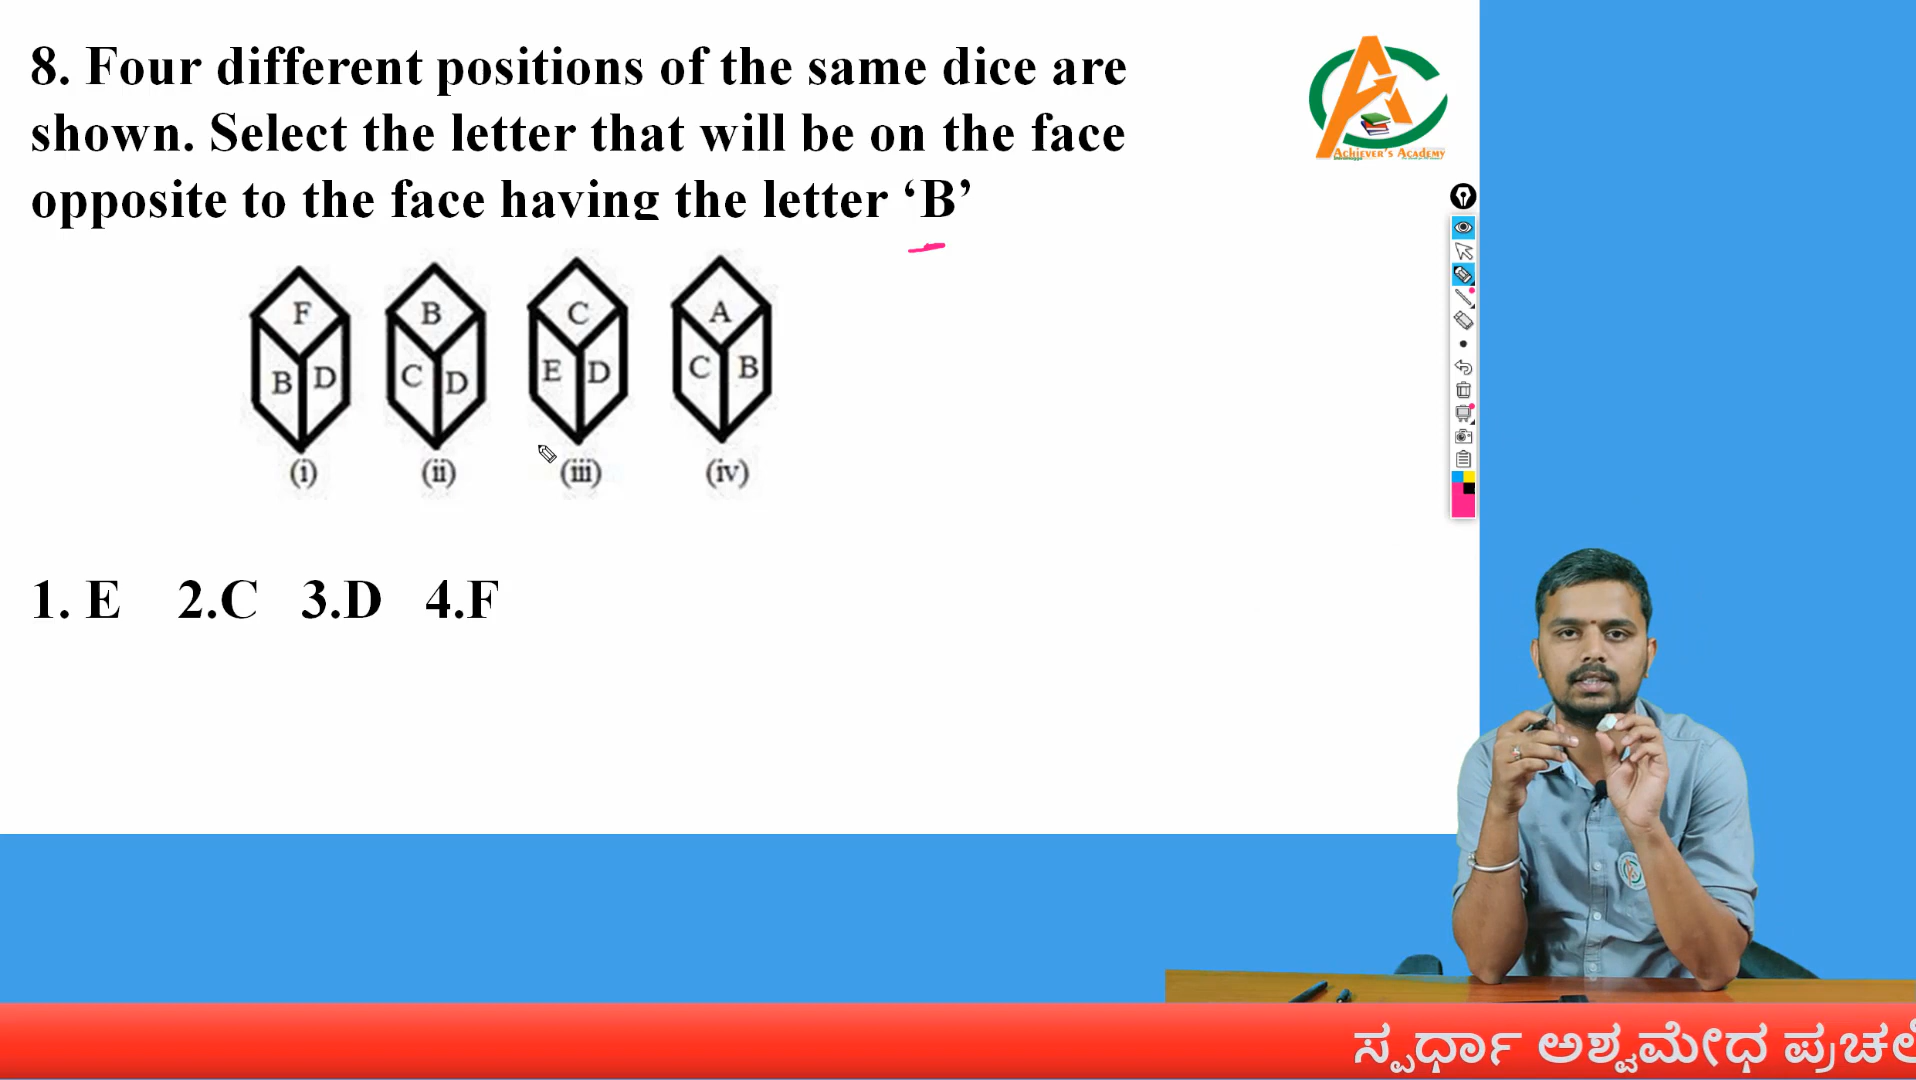 8. Four different positions of the same dice are
shown. Select the letter that will be on the face
opposite to the face having the letter ‘B’
F B C A
B D C D E D C B
(i) (ii) (iii) (iv)
1. E 2.C 3.D 4.F
Achiever's Academy
ಸ್ಪರ್ಧಾ ಅಶ್ವಮೇಧ